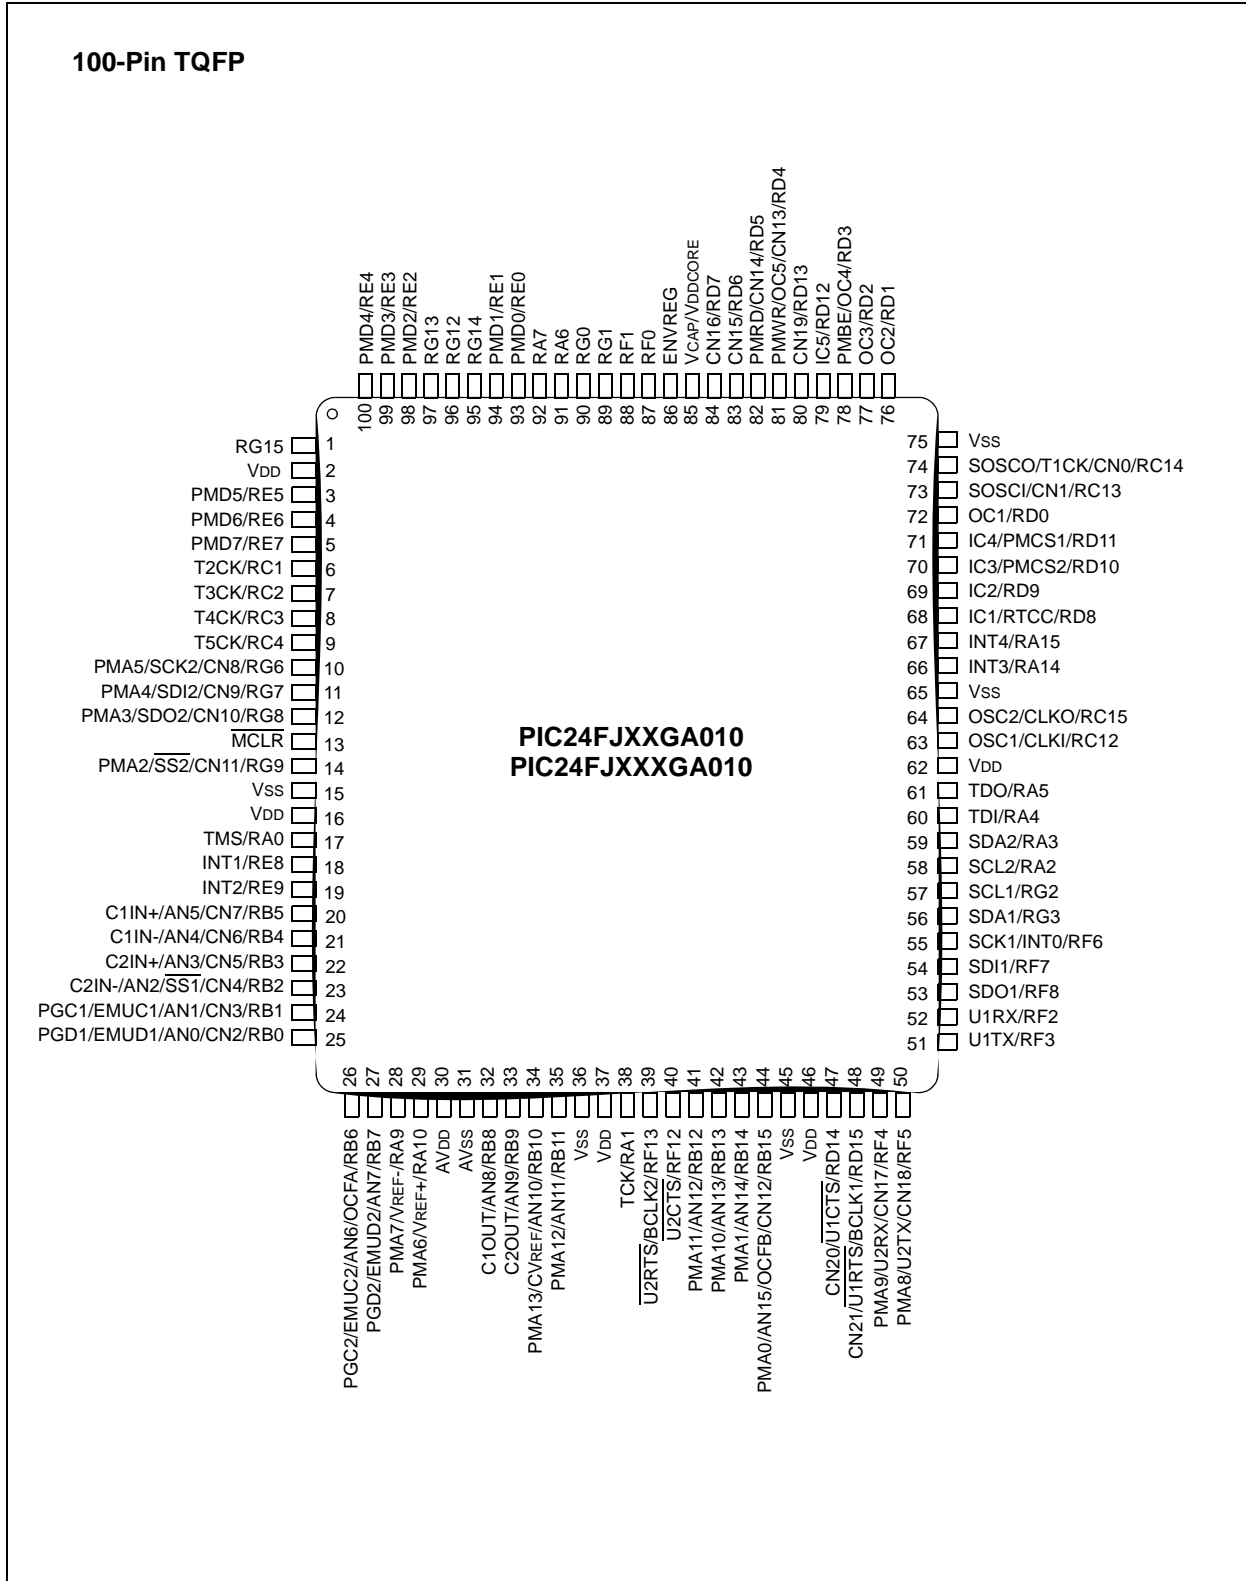 100-Pin TQFP
PMD4/RE4
PMD3/RE3
PMD2/RE2
RG13
RG12
RG14
PMD1/RE1
PMD0/RE0
RA7
RA6
RG0
RG1
RF1
RF0
ENVREG
VCAP/VDDCORE
CN16/RD7
CN15/RD6
PMRD/CN14/RD5
PMWR/OC5/CN13/RD4
CN19/RD13
IC5/RD12
PMBE/OC4/RD3
OC3/RD2
OC2/RD1
100
99
98
97
96
95
94
93
92
91
90
89
88
87
86
85
84
83
82
81
80
79
78
77
76
RG15 1
VDD 2
PMD5/RE5 3
PMD6/RE6 4
PMD7/RE7 5
T2CK/RC1 6
T3CK/RC2 7
T4CK/RC3 8
T5CK/RC4 9
PMA5/SCK2/CN8/RG6 10
PMA4/SDI2/CN9/RG7 11
PMA3/SDO2/CN10/RG8 12
MCLR 13
PMA2/SS2/CN11/RG9 14
VSS 15
VDD 16
TMS/RA0 17
INT1/RE8 18
INT2/RE9 19
C1IN+/AN5/CN7/RB5 20
C1IN-/AN4/CN6/RB4 21
C2IN+/AN3/CN5/RB3 22
C2IN-/AN2/SS1/CN4/RB2 23
PGC1/EMUC1/AN1/CN3/RB1 24
PGD1/EMUD1/AN0/CN2/RB0 25
PIC24FJXXGA010
PIC24FJXXXGA010
75 VSS
74 SOSCO/T1CK/CN0/RC14
73 SOSCI/CN1/RC13
72 OC1/RD0
71 IC4/PMCS1/RD11
70 IC3/PMCS2/RD10
69 IC2/RD9
68 IC1/RTCC/RD8
67 INT4/RA15
66 INT3/RA14
65 VSS
64 OSC2/CLKO/RC15
63 OSC1/CLKI/RC12
62 VDD
61 TDO/RA5
60 TDI/RA4
59 SDA2/RA3
58 SCL2/RA2
57 SCL1/RG2
56 SDA1/RG3
55 SCK1/INT0/RF6
54 SDI1/RF7
53 SDO1/RF8
52 U1RX/RF2
51 U1TX/RF3
26
27
28
29
30
31
32
33
34
35
36
37
38
39
40
41
42
43
44
45
46
47
48
49
50
PGC2/EMUC2/AN6/OCFA/RB6
PGD2/EMUD2/AN7/RB7
PMA7/VREF-/RA9
PMA6/VREF+/RA10
AVDD
AVSS
C1OUT/AN8/RB8
C2OUT/AN9/RB9
PMA13/CVREF/AN10/RB10
PMA12/AN11/RB11
VSS
VDD
TCK/RA1
U2RTS/BCLK2/RF13
U2CTS/RF12
PMA11/AN12/RB12
PMA10/AN13/RB13
PMA1/AN14/RB14
PMA0/AN15/OCFB/CN12/RB15
VSS
VDD
CN20/U1CTS/RD14
CN21/U1RTS/BCLK1/RD15
PMA9/U2RX/CN17/RF4
PMA8/U2TX/CN18/RF5